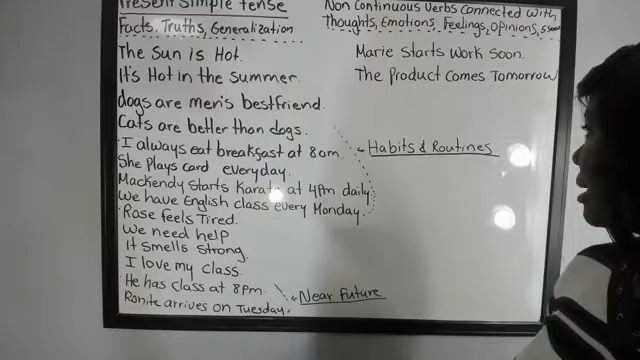 Present Simple Tense
Facts, Truths, Generalization
The Sun is Hot.
It's Hot in the Summer.
dogs are men's bestfriend.
Cats are better than dogs.
I always eat breakfast at 8am.
She plays card everyday.
Mackendy starts Karate at 4pm daily.
We have English class every Monday.
Rose feels Tired.
We need help
It smells strong.
I love my class.
He has class at 8pm.
Ronite arrives on Tuesday.
Non Continuous Verbs Connected With
Thoughts, Emotions, Feelings, Opinions, 5
Marie starts work soon.
The Product Comes Tomorrow
Habits & Routines
Near Future